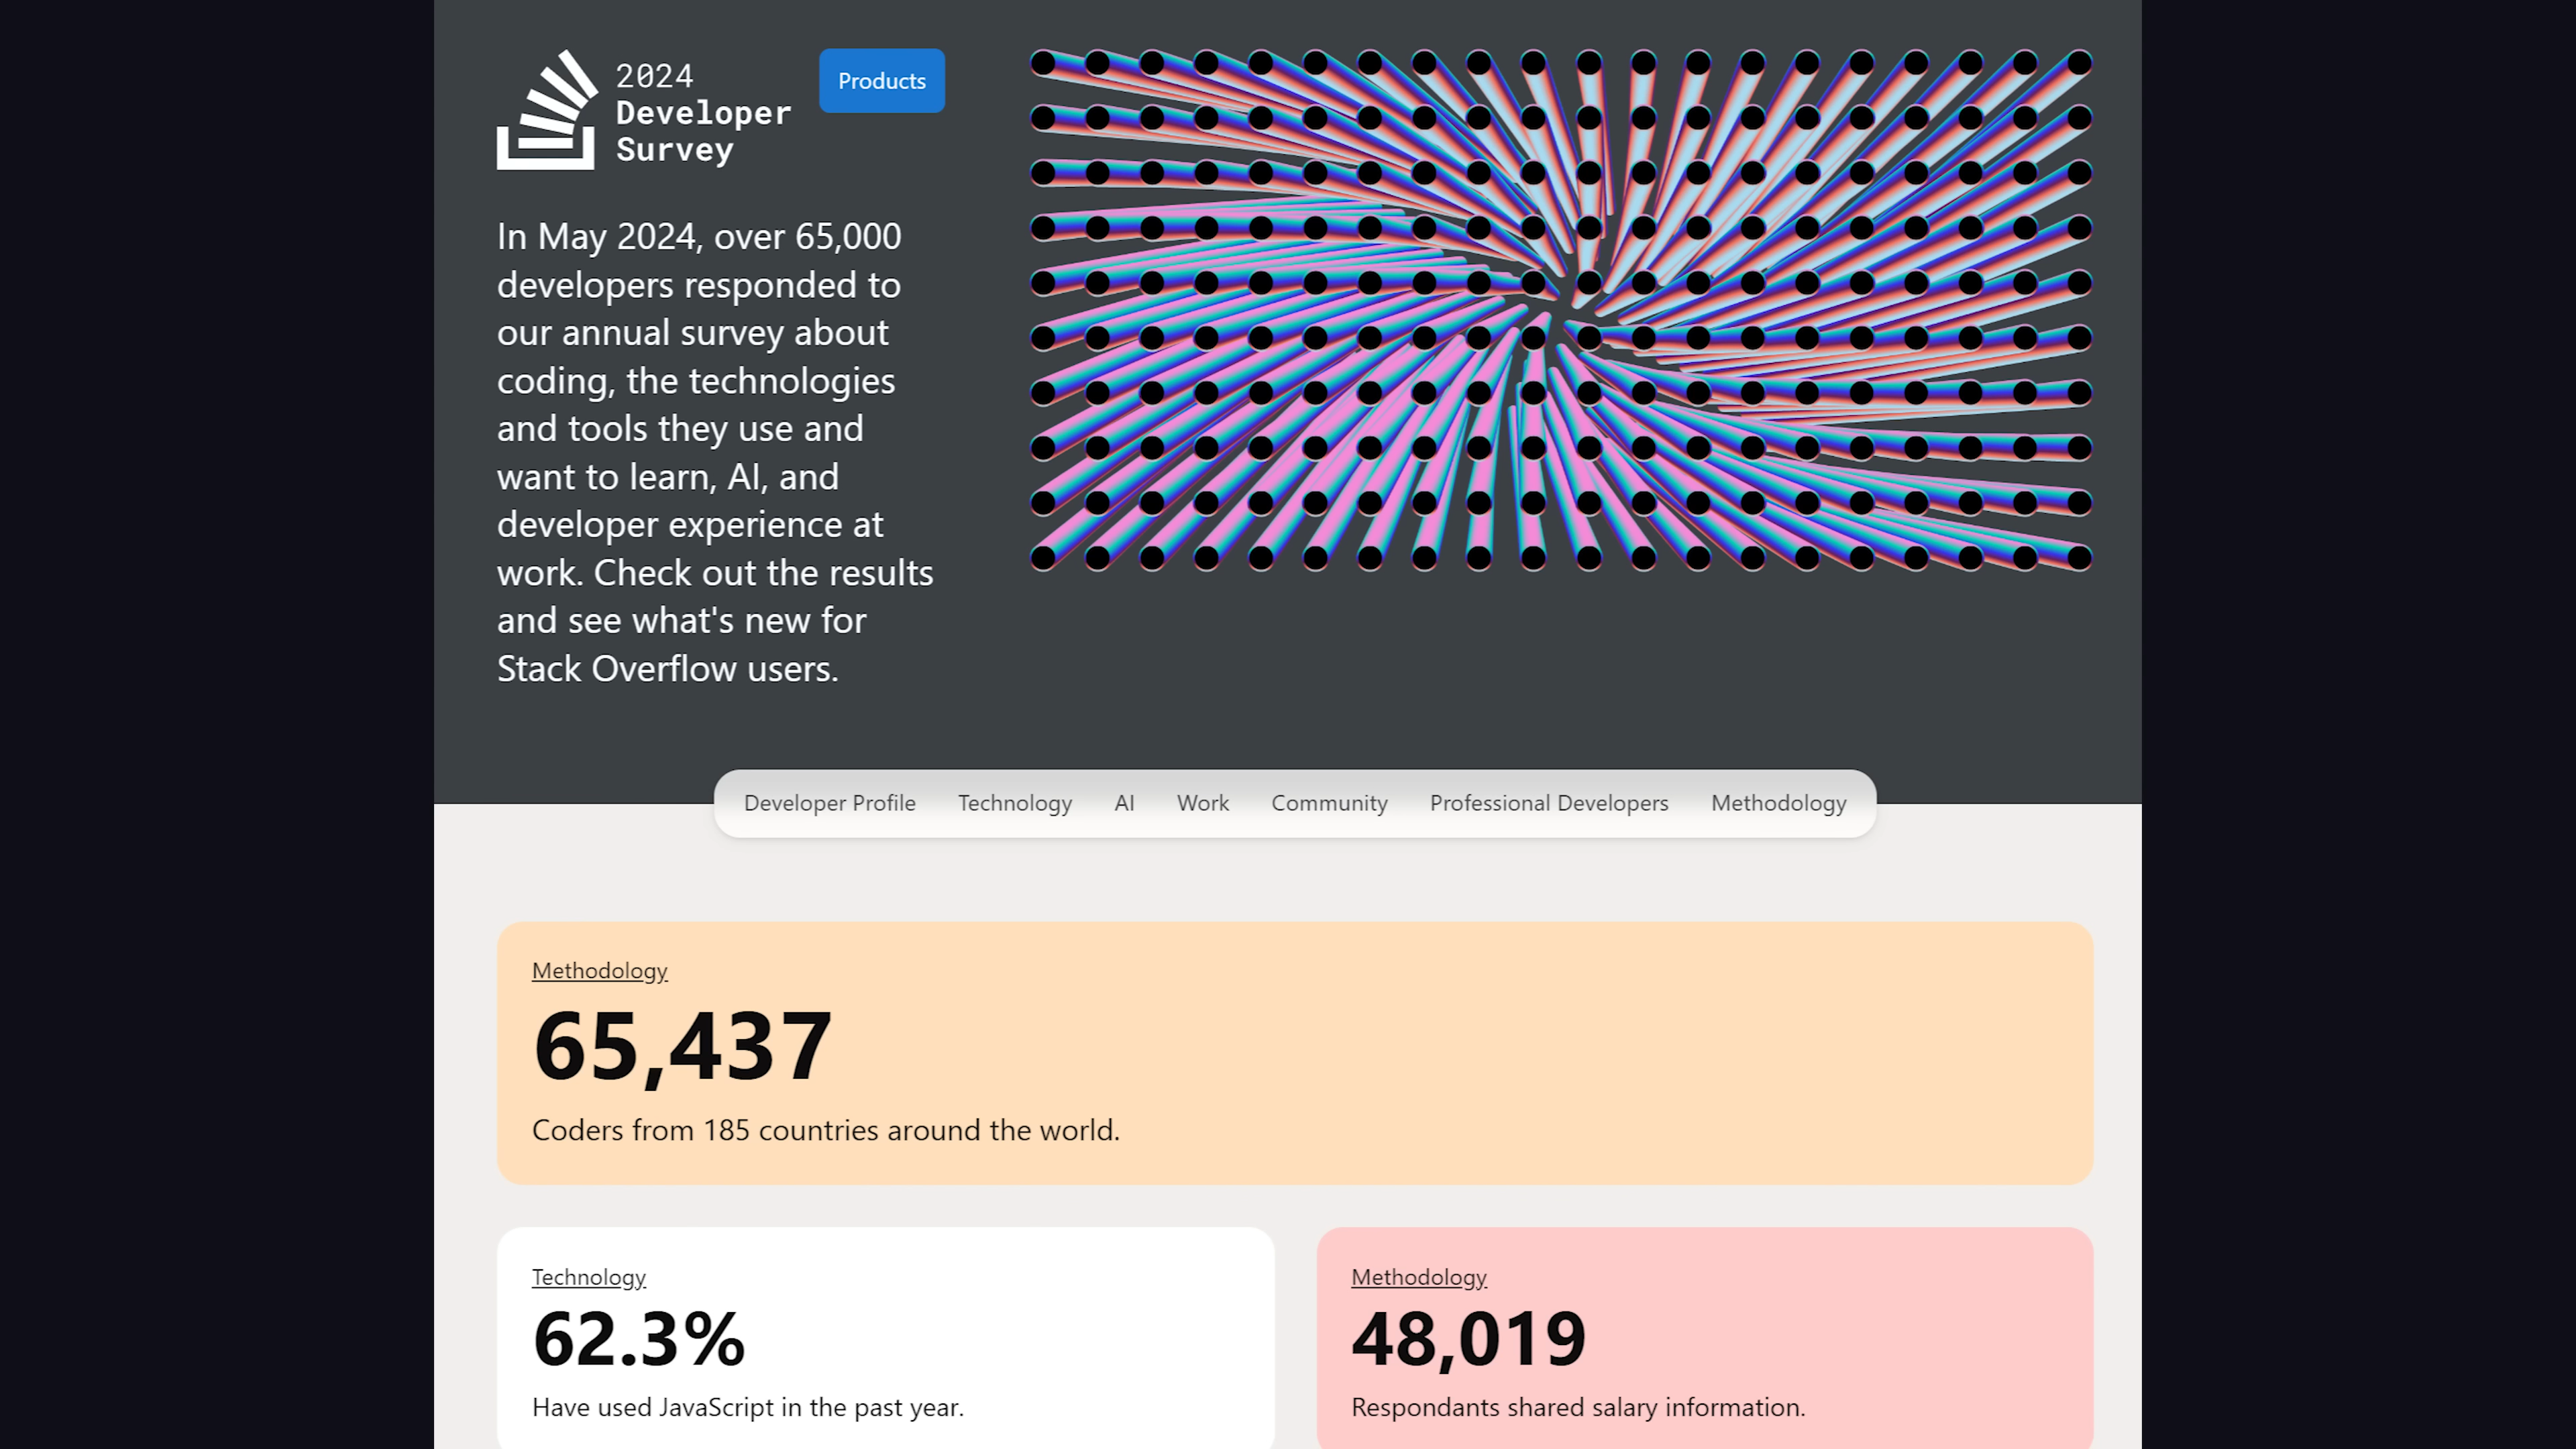 2024
Developer
Survey
Products
In May 2024, over 65,000
developers responded to
our annual survey about
coding, the technologies
and tools they use and
want to learn, AI, and
developer experience at
work. Check out the results
and see what's new for
Stack Overflow users.
Developer Profile Technology AI Work Community Professional Developers Methodology
Methodology
65,437
Coders from 185 countries around the world.
Technology
62.3%
Have used JavaScript in the past year.
Methodology
48,019
Respondants shared salary information.